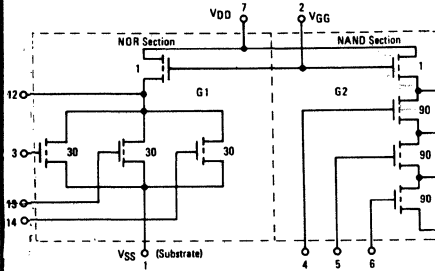 7 2
VDD VGG
NOR Section NAND Section
1 1
12 G1 G2
90
3 30 30 30
90
13
14
90
VSS (Substrate)
1 4 5 6